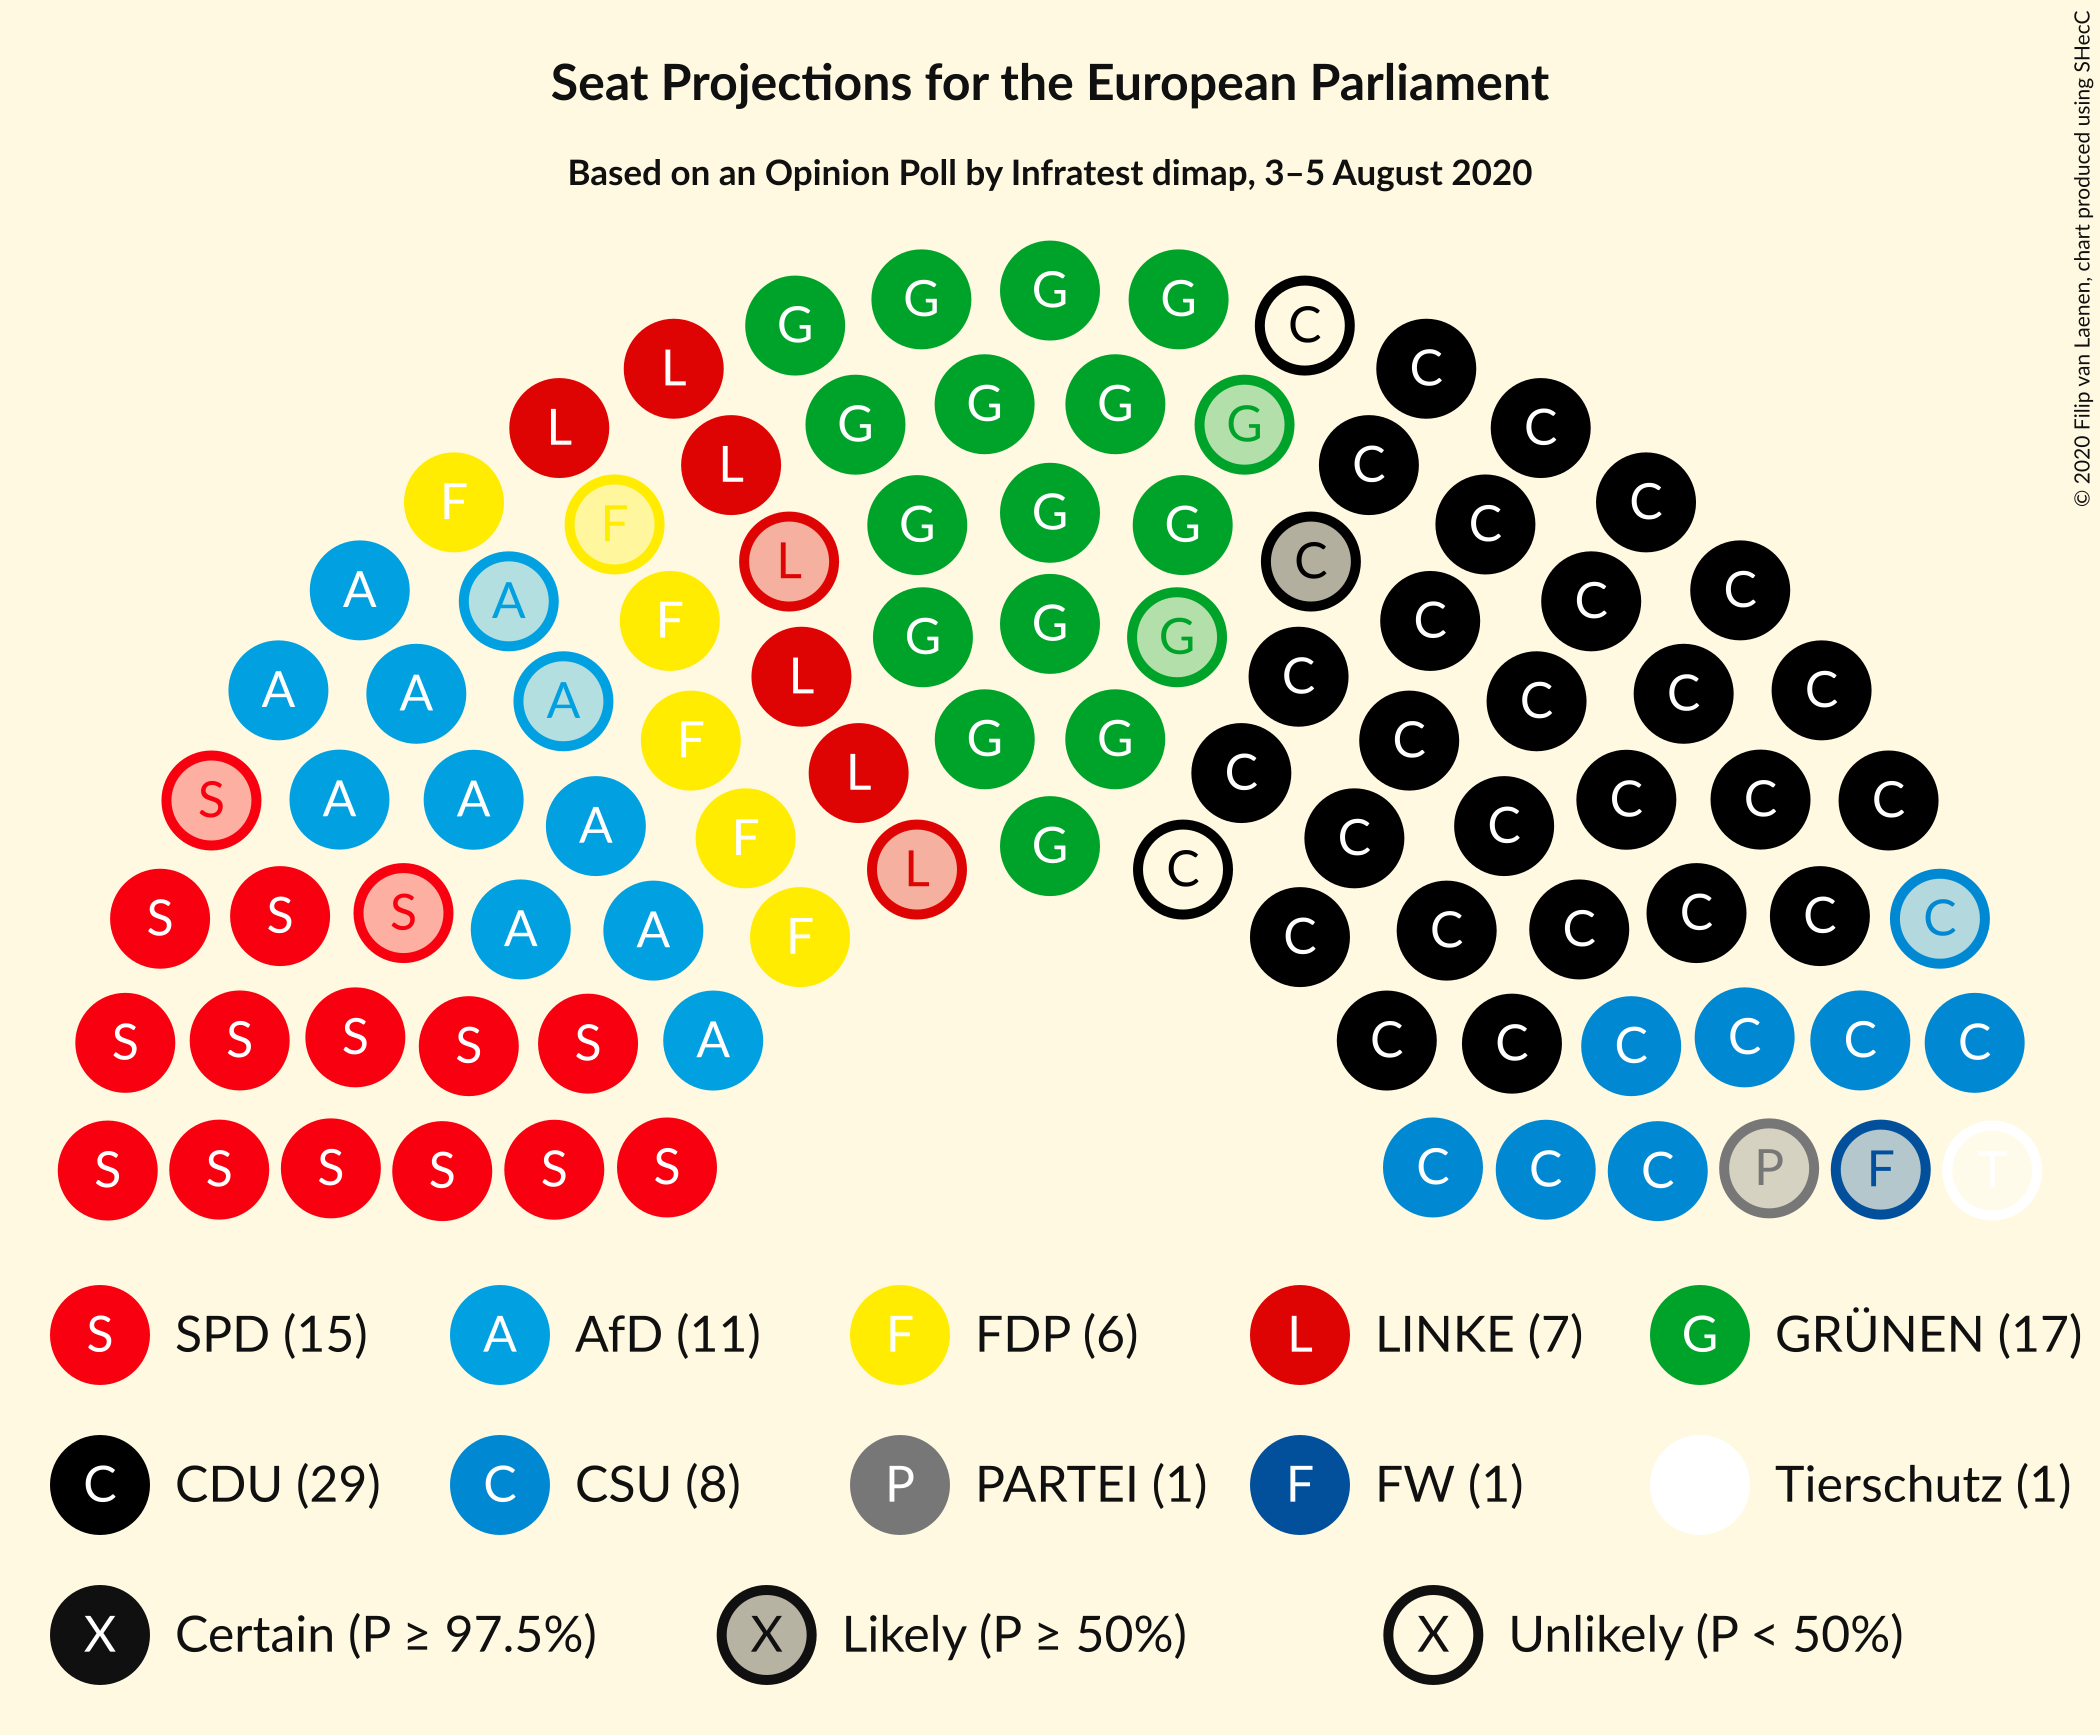 Seat Projections for the European Parliament
Based on an Opinion Poll by Infratest dimap, 3–5 August 2020
© 2020 Filip van Laenen, chart produced using SHecC
G G G G C
L G G G G C C
L L G G G C C C
F F L G G G C C C C
A A F L G G C C C C
A A A F L G C C C C C
S A A A F L G C C C C C C
S S S A A F C C C C C C
S S S S S A C C C C C C
S S S S S S C C C P F T
S SPD (15) A AfD (11) F FDP (6) L LINKE (7) G GRÜNEN (17)
C CDU (29) C CSU (8) P PARTEI (1) F FW (1) Tierschutz (1)
X Certain (P ≥ 97.5%) X Likely (P ≥ 50%) X Unlikely (P < 50%)